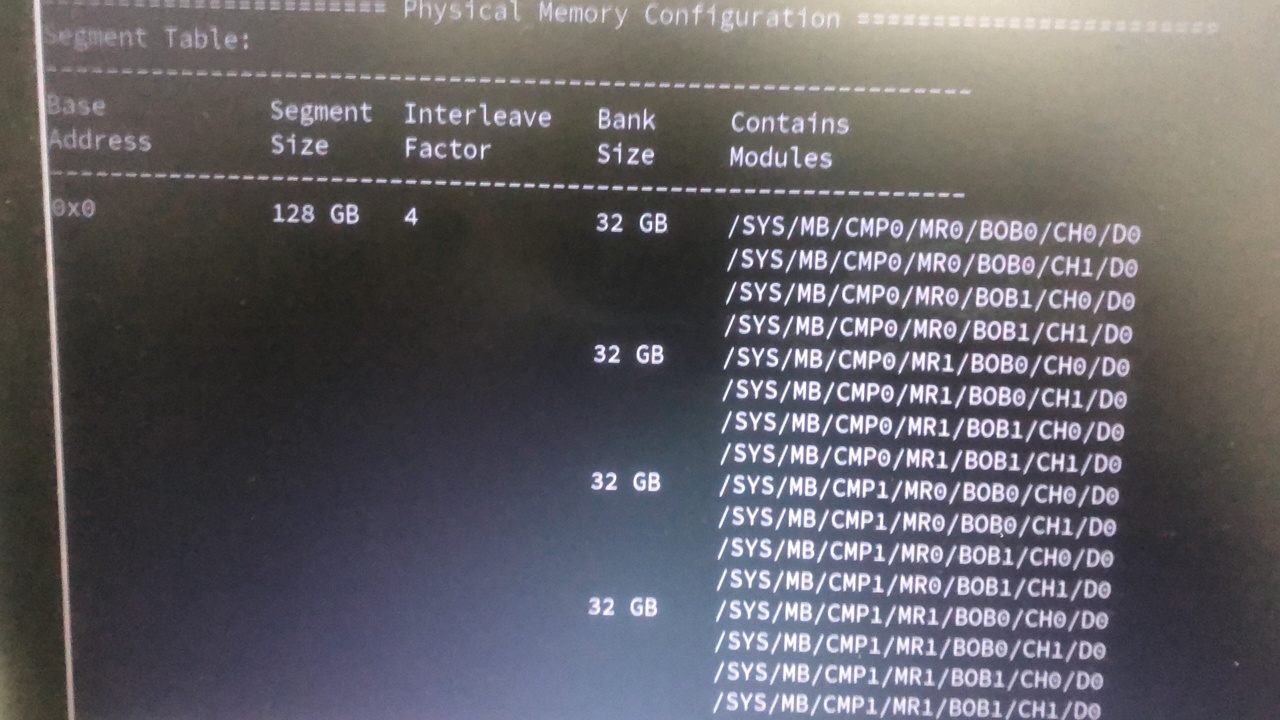 ==================== Physical Memory Configuration ========================
Segment Table:
-----------------------------------------------------------------------
Base Segment Interleave Bank Contains
Address Size Factor Size Modules
-----------------------------------------------------------------------
0x0 128 GB 4 32 GB /SYS/MB/CMP0/MR0/BOB0/CH0/D0
/SYS/MB/CMP0/MR0/BOB0/CH1/D0
/SYS/MB/CMP0/MR0/BOB1/CH0/D0
/SYS/MB/CMP0/MR0/BOB1/CH1/D0
32 GB /SYS/MB/CMP0/MR1/BOB0/CH0/D0
/SYS/MB/CMP0/MR1/BOB0/CH1/D0
/SYS/MB/CMP0/MR1/BOB1/CH0/D0
/SYS/MB/CMP0/MR1/BOB1/CH1/D0
32 GB /SYS/MB/CMP1/MR0/BOB0/CH0/D0
/SYS/MB/CMP1/MR0/BOB0/CH1/D0
/SYS/MB/CMP1/MR0/BOB1/CH0/D0
/SYS/MB/CMP1/MR0/BOB1/CH1/D0
32 GB /SYS/MB/CMP1/MR1/BOB0/CH0/D0
/SYS/MB/CMP1/MR1/BOB0/CH1/D0
/SYS/MB/CMP1/MR1/BOB1/CH0/D0
/SYS/MB/CMP1/MR1/BOB1/CH1/D0